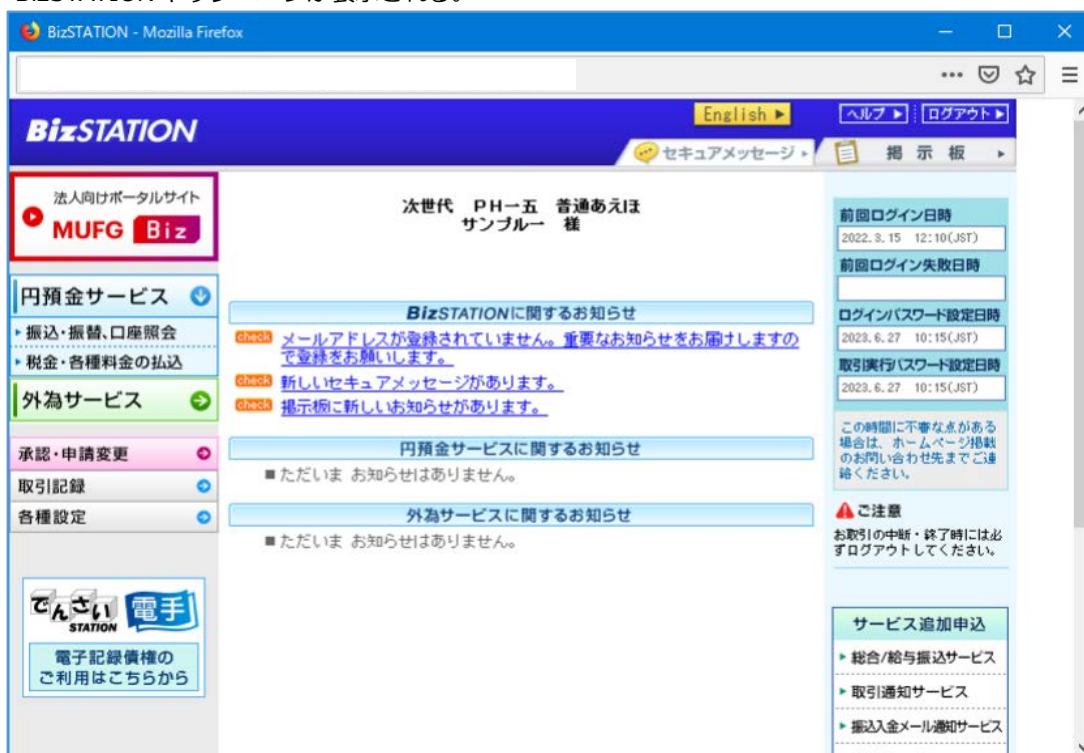 BizSTATION トップページが表示される。
BizSTATION - Mozilla Firefox
BizSTATION
English ▶
ヘルプ ▶
ログアウト ▶
セキュアメッセージ
掲示板
法人向けポータルサイト
MUFG Biz
円預金サービス
振込・振替、口座照会
税金・各種料金の払込
外為サービス
承認・申請変更
取引記録
各種設定
でんさい 電手
STATION
電子記録債権の
ご利用はこちらから
次世代 PH一五 普通あえほ
サンプル一 様
BizSTATIONに関するお知らせ
check メールアドレスが登録されていません。重要なお知らせをお届けしますの
で登録をお願いします。
check 新しいセキュアメッセージがあります。
check 掲示板に新しいお知らせがあります。
円預金サービスに関するお知らせ
■ただいま お知らせはありません。
外為サービスに関するお知らせ
■ただいま お知らせはありません。
前回ログイン日時
2022. 3. 15 12:10(JST)
前回ログイン失敗日時
ログインパスワード設定日時
2023. 6. 27 10:15(JST)
取引実行パスワード設定日時
2023. 6. 27 10:15(JST)
この時間に不審な点がある
場合は、ホームページ掲載
のお問い合わせ先までご連
絡ください。
ご注意
お取引の中断・終了時には必
ずログアウトしてください。
サービス追加申込
総合/給与振込サービス
取引通知サービス
振込入金メール通知サービス